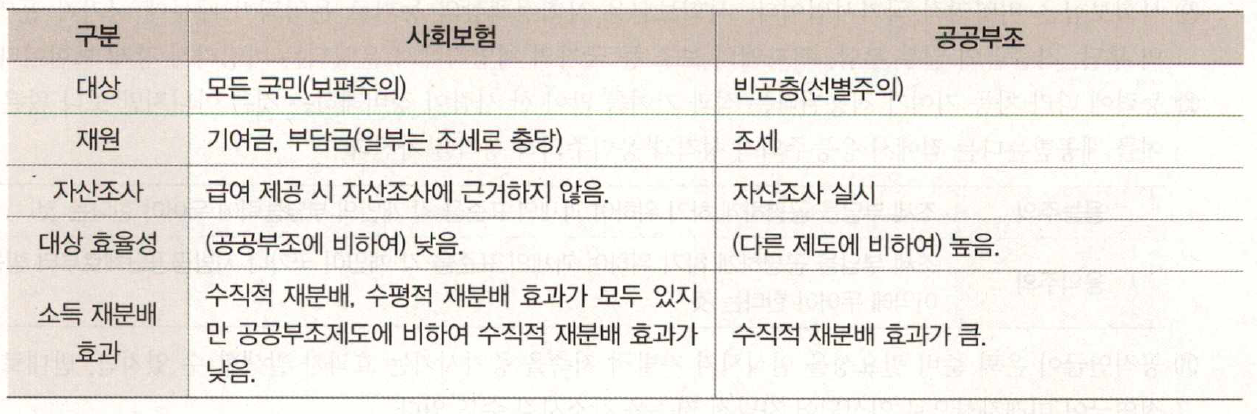 구분 사회보험 공공부조
대상 모든 국민(보편주의) 빈곤층(선별주의)
재원 기여금, 부담금(일부는 조세로 충당) 조세
자산조사 급여 제공 시 자산조사에 근거하지 않음. 자산조사 실시
대상 효율성 (공공부조에 비하여) 낮음. (다른 제도에 비하여) 높음.
소득 재분배 효과 수직적 재분배, 수평적 재분배 효과가 모두 있지
만 공공부조제도에 비하여 수직적 재분배 효과가
낮음. 수직적 재분배 효과가 큼.